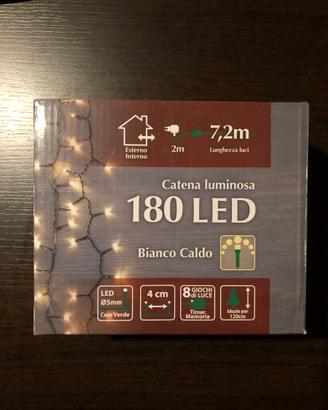 Esterno
Interno
2m
7,2m
Lunghezza luci
Catena luminosa
180 LED
Bianco Caldo
LED
Ø5mm
Cavo Verde
4 cm
8 GIOCHI
di LUCE
Timer
Memoria
Ideale per
120cm